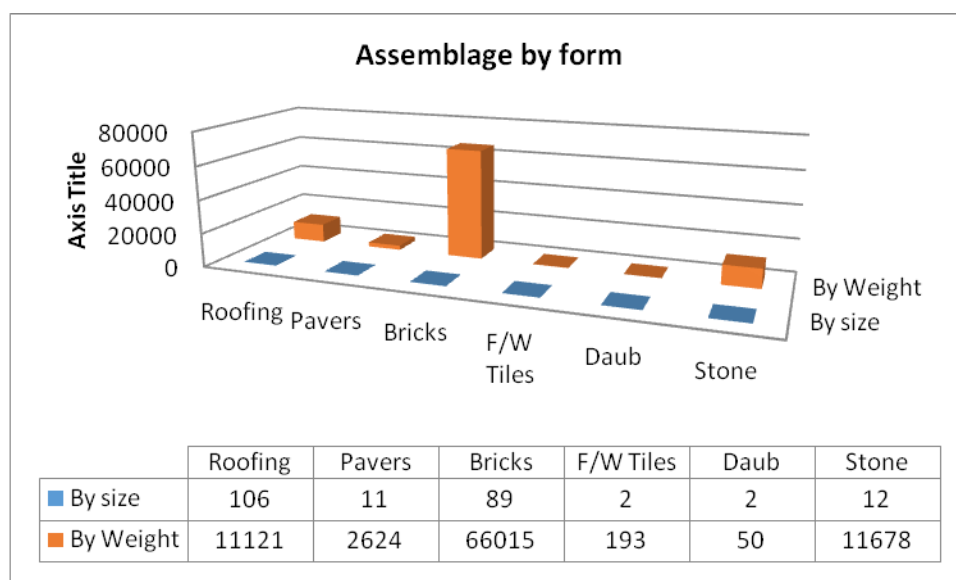 Assemblage by form
Axis Title
80000
60000
40000
20000
0
Roofing
Pavers
Bricks
F/W
Tiles
Daub
Stone
By Weight
By size
Roofing Pavers Bricks F/W Tiles Daub Stone
By size 106 11 89 2 2 12
By Weight 11121 2624 66015 193 50 11678